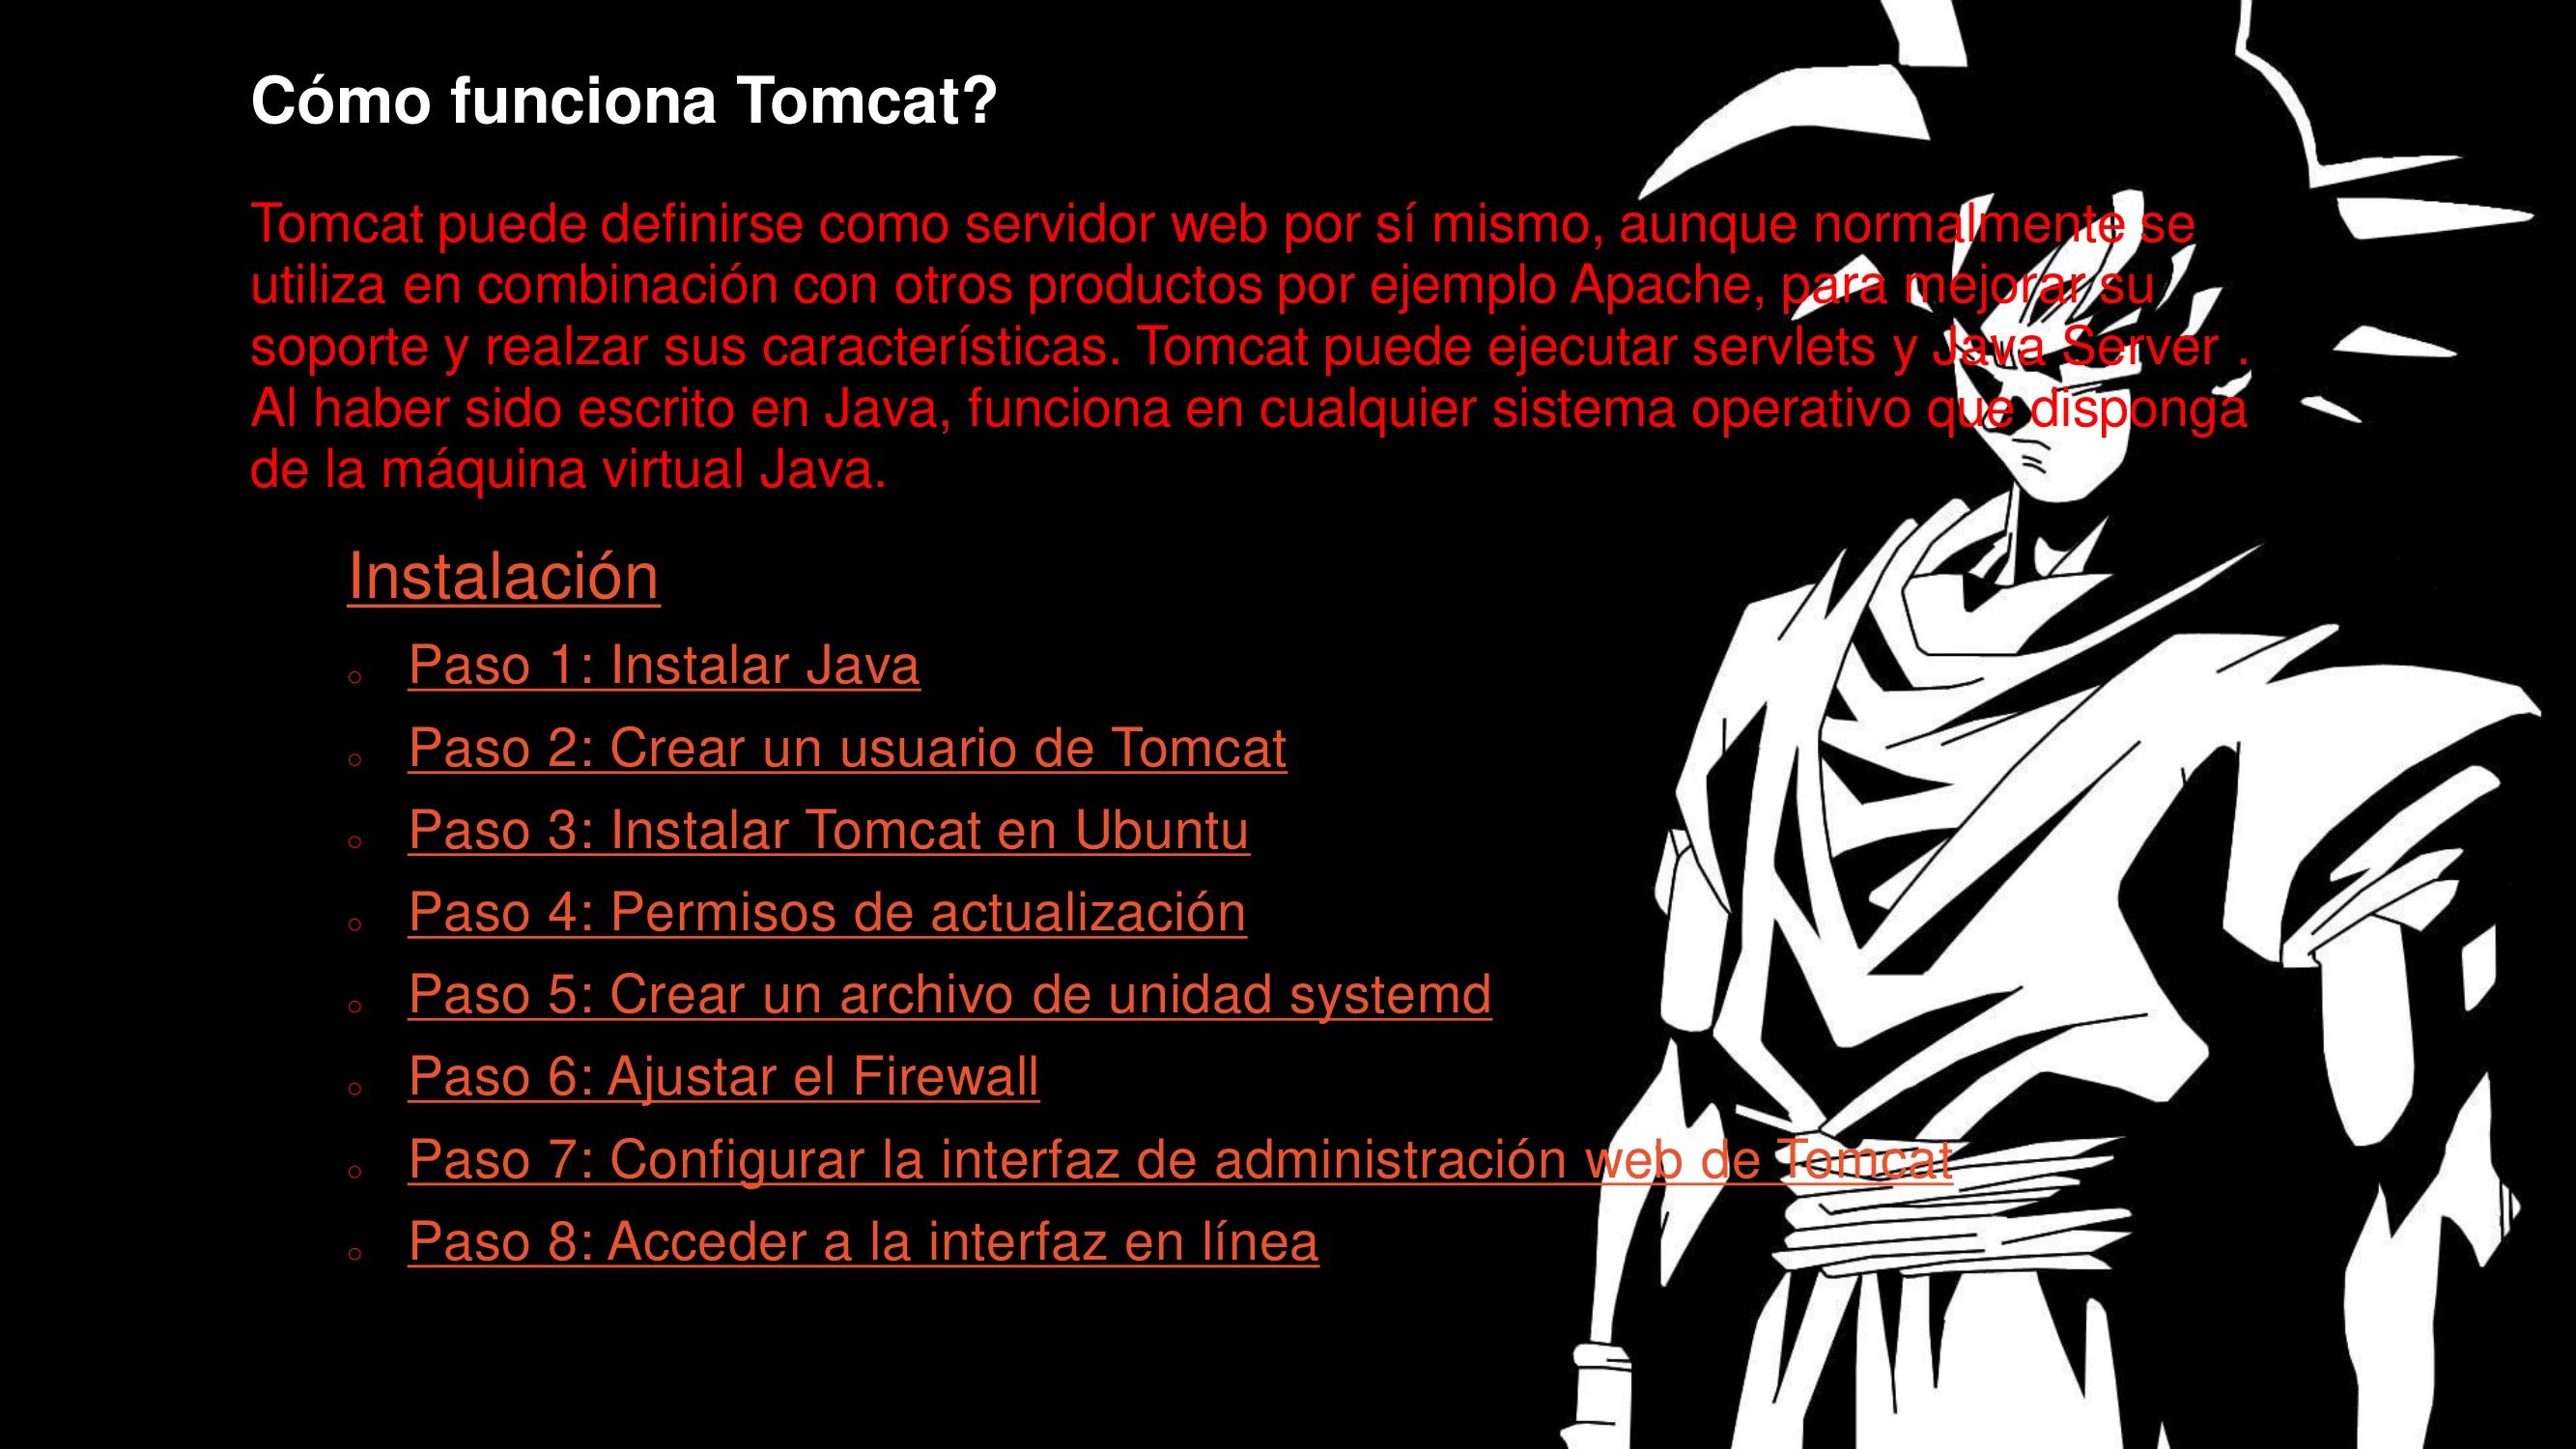 Cómo funciona Tomcat?
Tomcat puede definirse como servidor web por sí mismo, aunque normalmente se
utiliza en combinación con otros productos por ejemplo Apache, para mejorar su
soporte y realzar sus características. Tomcat puede ejecutar servlets y Java Server .
Al haber sido escrito en Java, funciona en cualquier sistema operativo que disponga
de la máquina virtual Java.
Instalación
Paso 1: Instalar Java
Paso 2: Crear un usuario de Tomcat
Paso 3: Instalar Tomcat en Ubuntu
Paso 4: Permisos de actualización
Paso 5: Crear un archivo de unidad systemd
Paso 6: Ajustar el Firewall
Paso 7: Configurar la interfaz de administración web de Tomcat
Paso 8: Acceder a la interfaz en línea